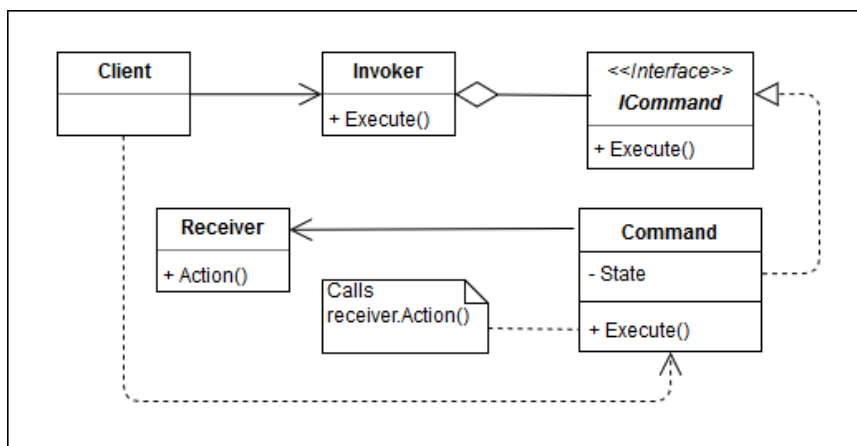 Client
Invoker
+ Execute()
<<Interface>>
ICommand
+ Execute()
Receiver
+ Action()
Command
- State
+ Execute()
Calls
receiver.Action()